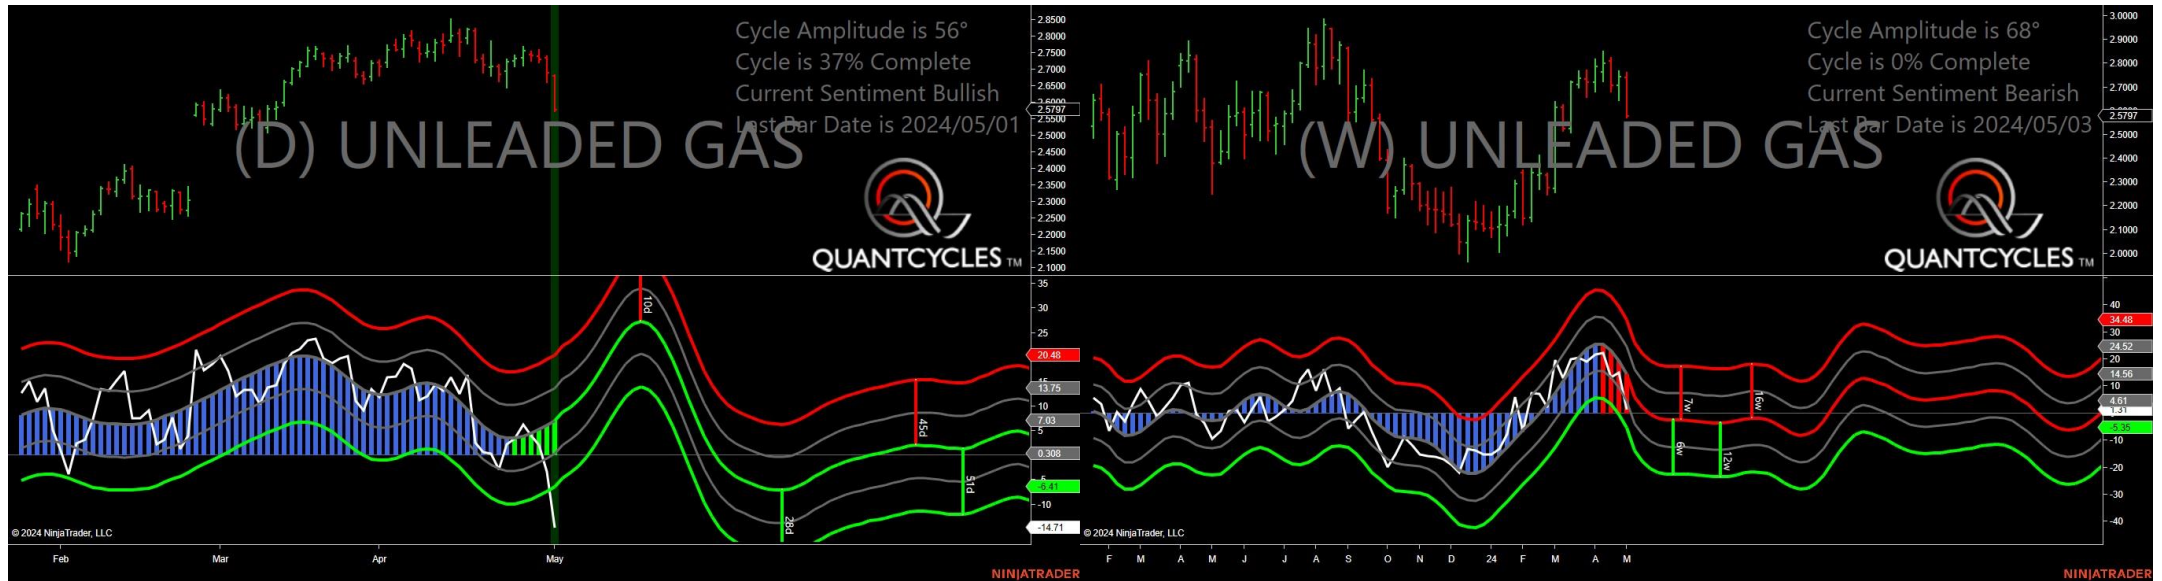 Cycle Amplitude is 56°
Cycle is 37% Complete
Current Sentiment Bullish
Last Bar Date is 2024/05/01
(D) UNLEADED GAS
QUANTCYCLES TM
2.8500
2.8000
2.7500
2.7000
2.6500
2.6000
2.5797
2.5500
2.5000
2.4500
2.4000
2.3500
2.3000
2.2500
2.2000
2.1500
2.1000
35
30
25
20.48
15
13.75
10
7.03
5
0.308
-5
-6.41
-10
-14.71
10d
28d
45d
51d
© 2024 NinjaTrader, LLC
Feb Mar Apr May
NINJATRADER
Cycle Amplitude is 68°
Cycle is 0% Complete
Current Sentiment Bearish
Last Bar Date is 2024/05/03
(W) UNLEADED GAS
QUANTCYCLES TM
3.0000
2.9000
2.8000
2.7000
2.5797
2.5000
2.4000
2.3000
2.2000
2.1000
2.0000
40
34.48
30
24.52
20
14.56
10
4.61
1.31
-5.35
-10
-20
-30
-40
7w
16w
6w
12w
© 2024 NinjaTrader, LLC
F M A M J J A S O N D 24 F M A M
NINJATRADER